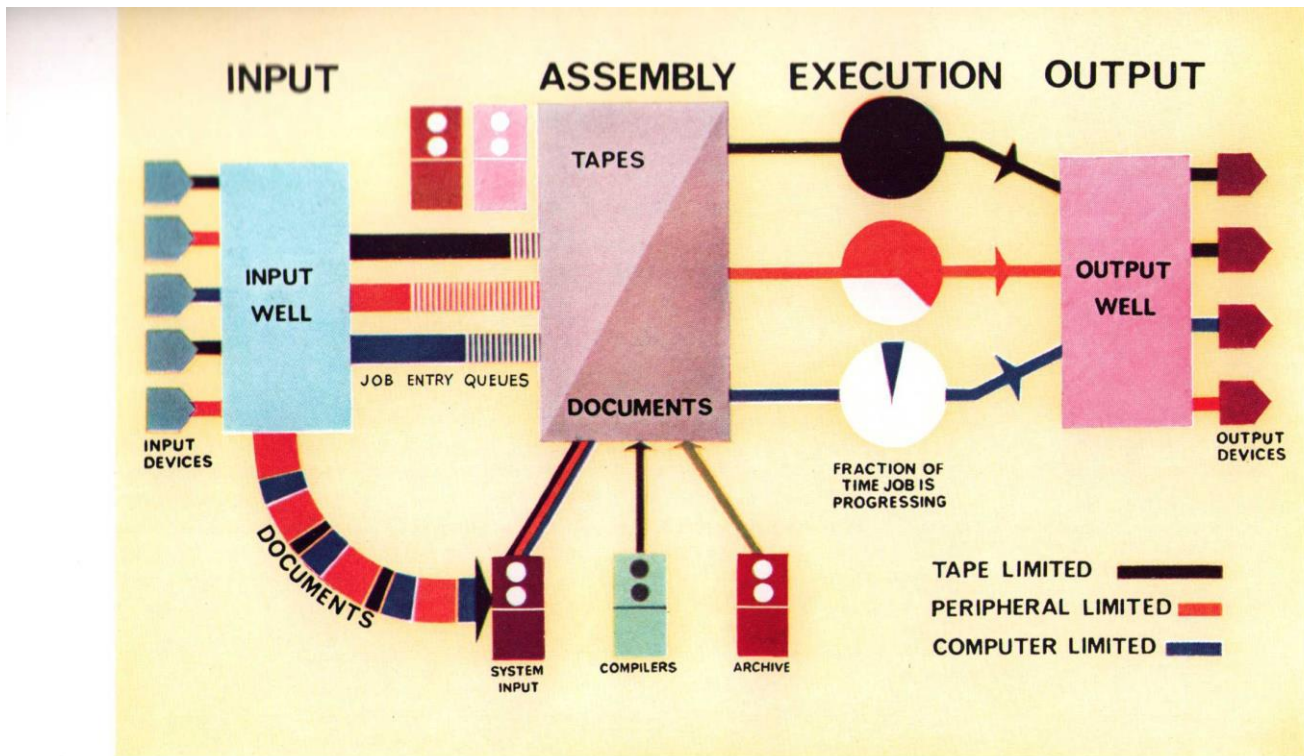 INPUT
ASSEMBLY
EXECUTION
OUTPUT
TAPES
INPUT
WELL
OUTPUT
WELL
JOB ENTRY QUEUES
DOCUMENTS
INPUT
DEVICES
OUTPUT
DEVICES
FRACTION OF
TIME JOB IS
PROGRESSING
DOCUMENTS
TAPE LIMITED
PERIPHERAL LIMITED
COMPUTER LIMITED
SYSTEM
INPUT
COMPILERS
ARCHIVE